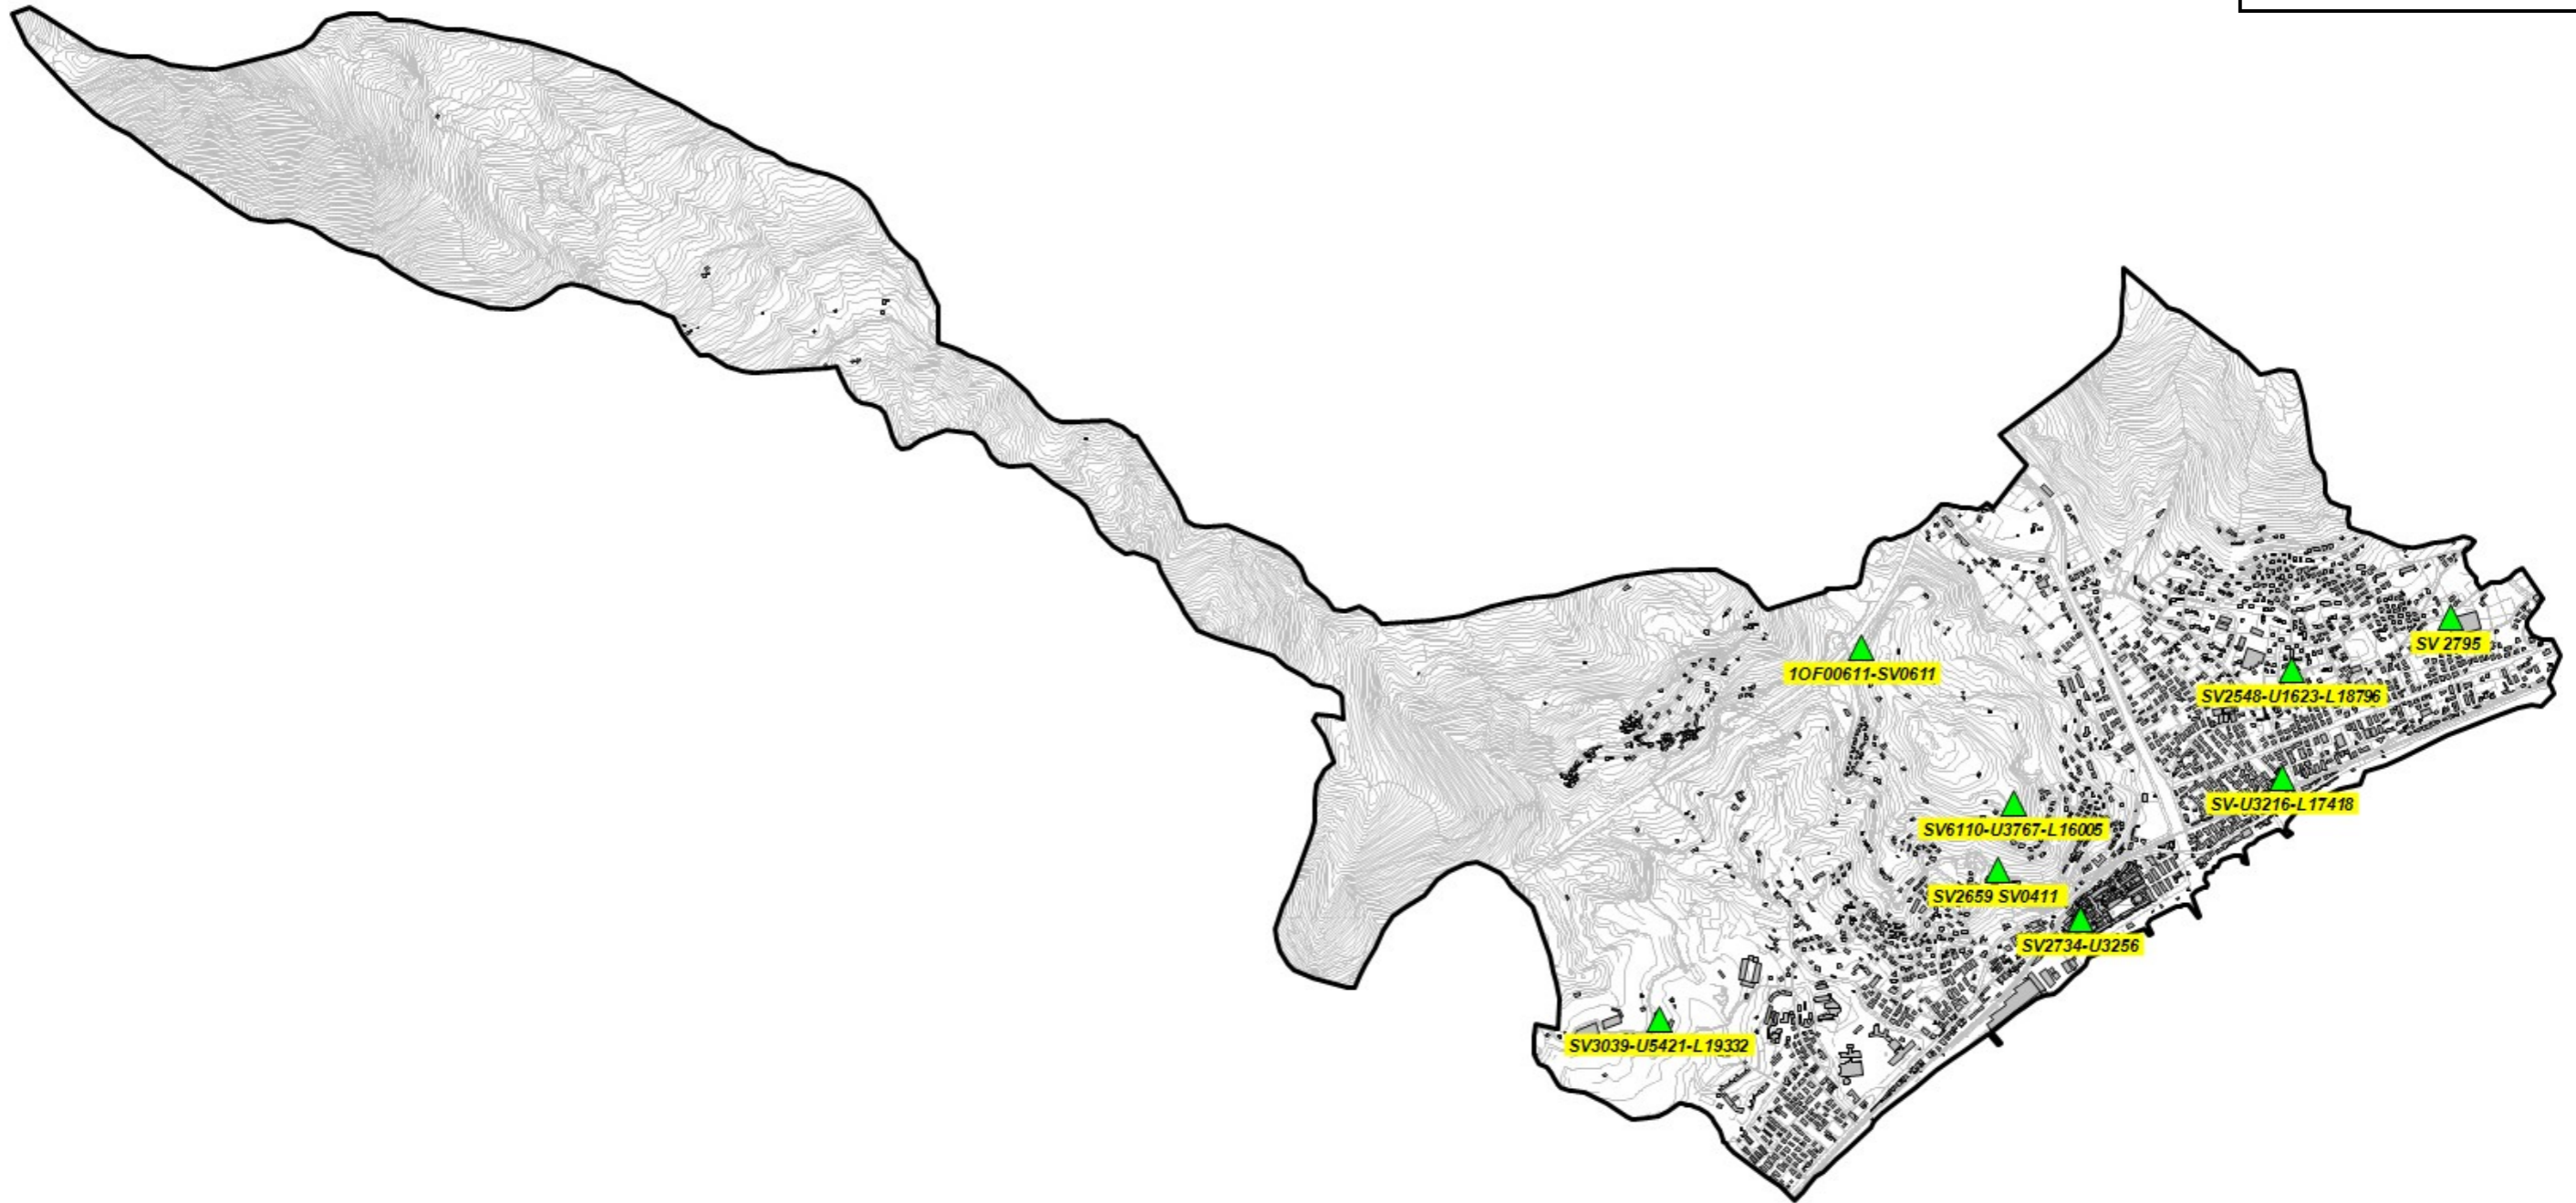 SV 2795
1OF00611-SV0611
SV2548-U1623-L18796
SV-U3216-L17418
SV6110-U3767-L16005
SV2659 SV0411
SV2734-U3256
SV3039-U5421-L19332